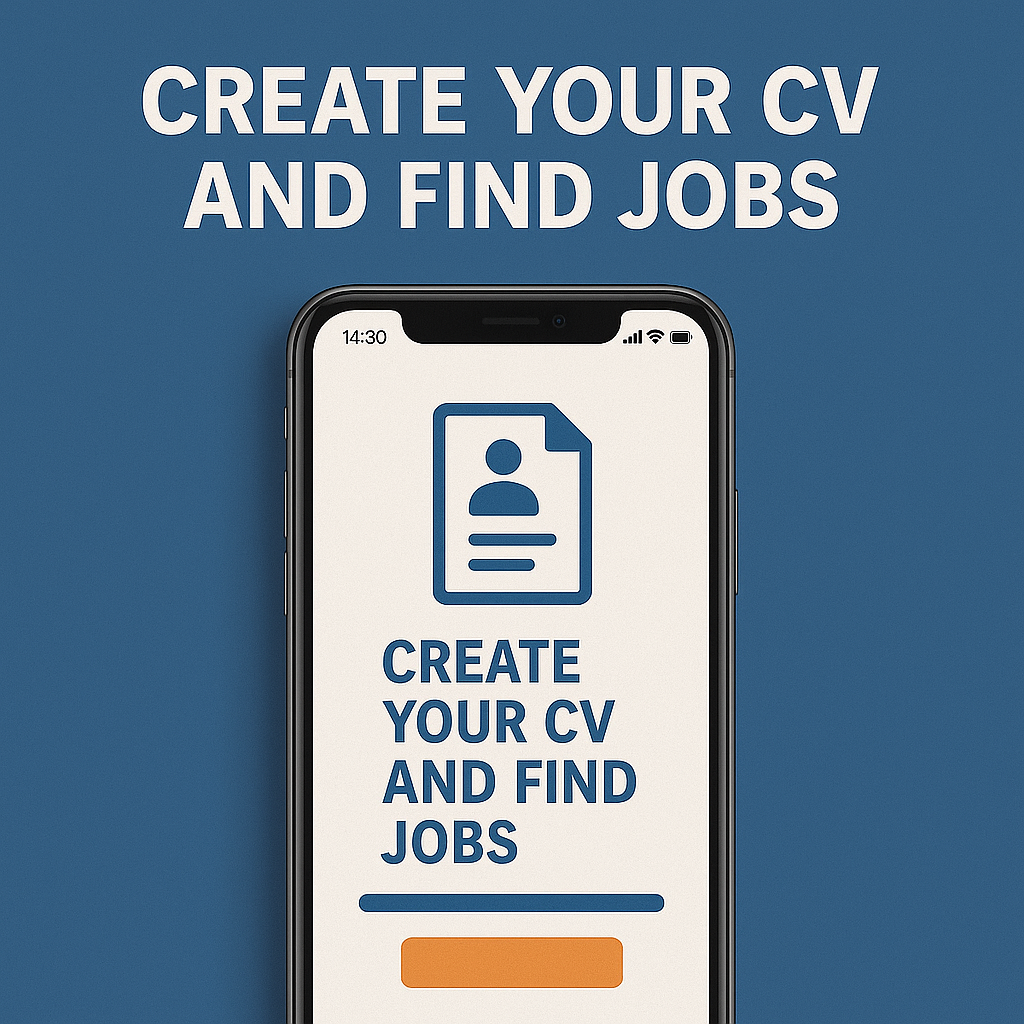 CREATE YOUR CV
AND FIND JOBS
14:30
CREATE
YOUR CV
AND FIND
JOBS